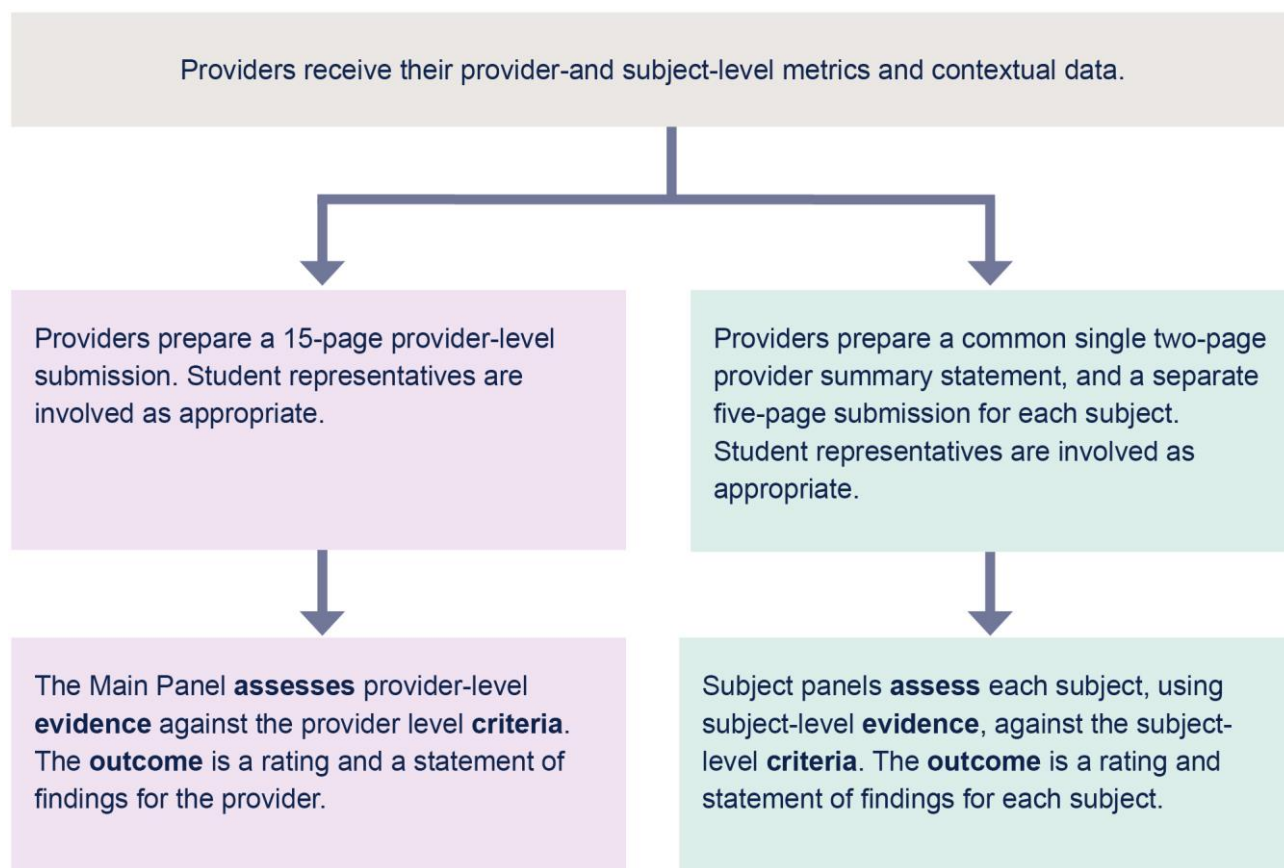 Providers receive their provider-and subject-level metrics and contextual data.
Providers prepare a 15-page provider-level
submission. Student representatives are
involved as appropriate.
Providers prepare a common single two-page
provider summary statement, and a separate
five-page submission for each subject.
Student representatives are involved as
appropriate.
The Main Panel assesses provider-level
evidence against the provider level criteria.
The outcome is a rating and a statement of
findings for the provider.
Subject panels assess each subject, using
subject-level evidence, against the subject-
level criteria. The outcome is a rating and
statement of findings for each subject.